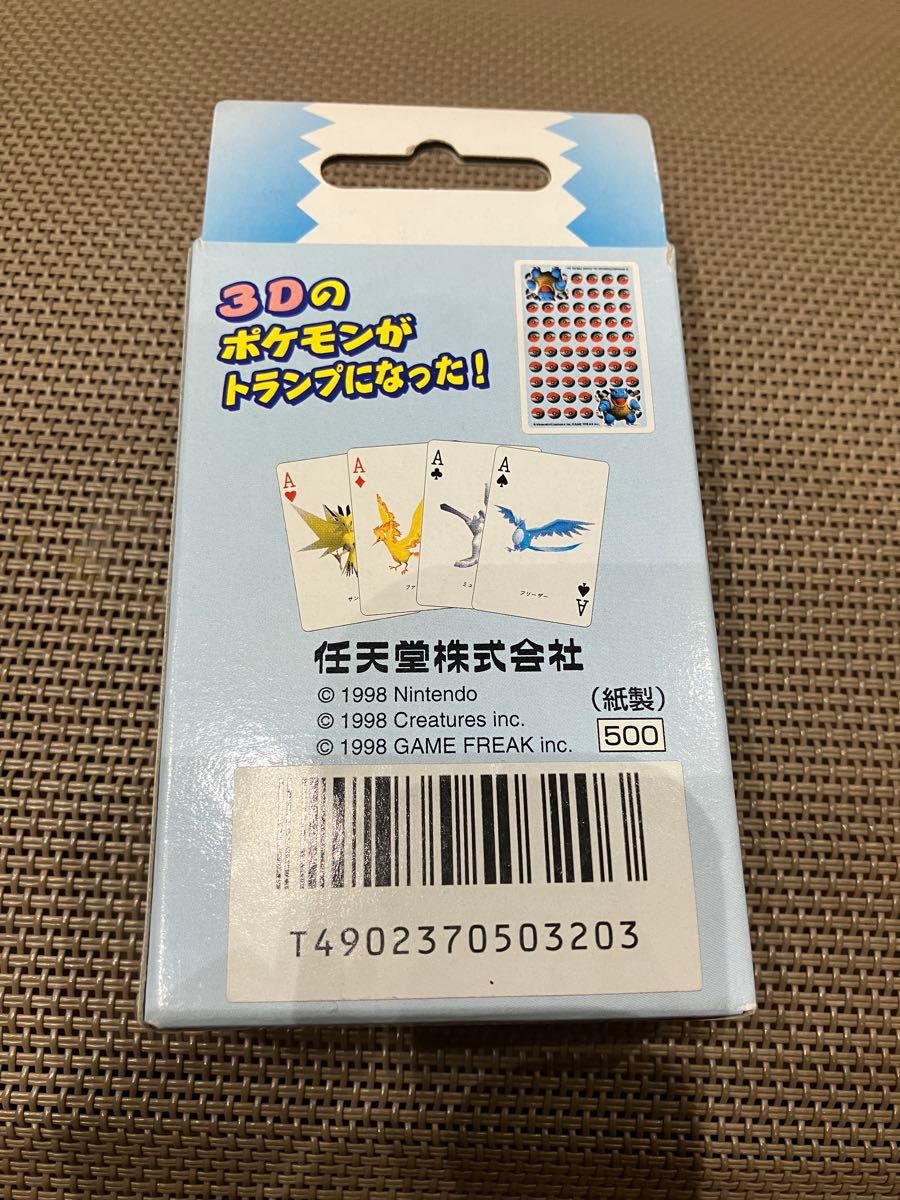 3Dの
ポケモンが
トランプになった!
A
A
A
A
フリーザー
A
任天堂株式会社
© 1998 Nintendo
© 1998 Creatures inc.
© 1998 GAME FREAK inc.
(紙製)
500
T4902370503203